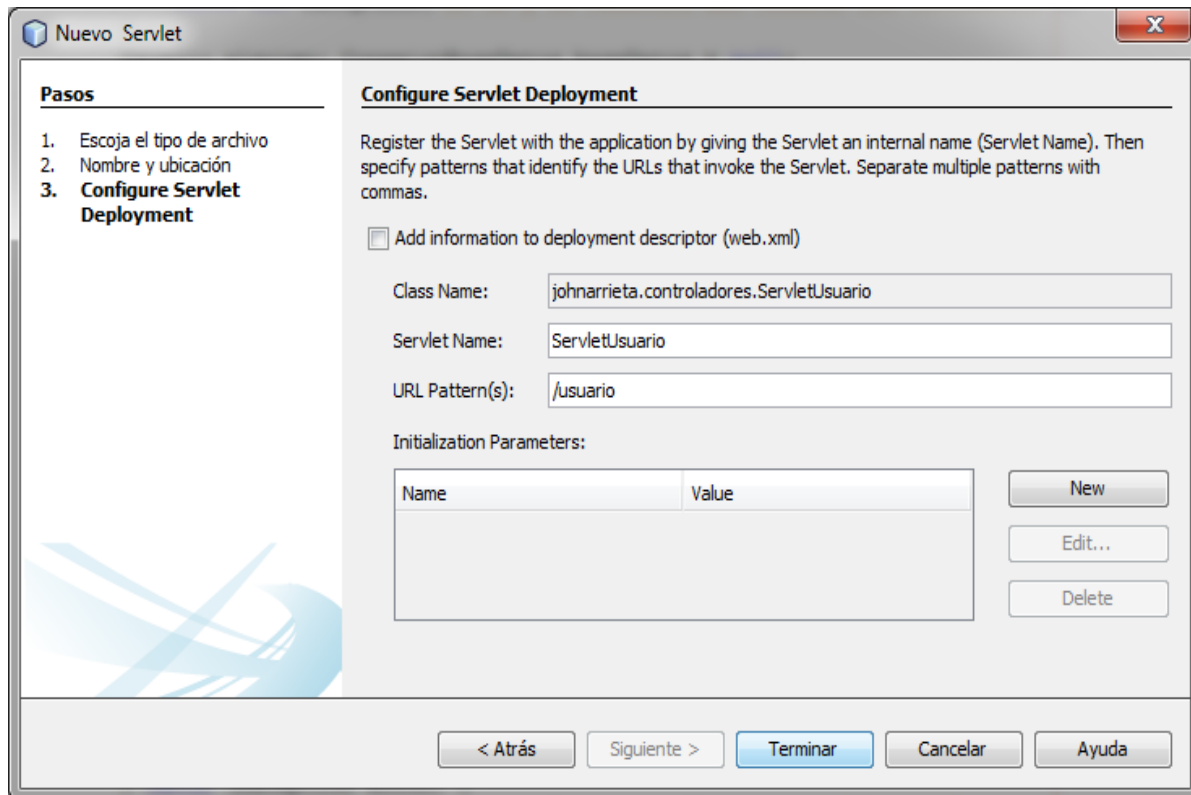 Nuevo Servlet
X
Pasos
1. Escoja el tipo de archivo
2. Nombre y ubicación
3. Configure Servlet
Deployment
Configure Servlet Deployment
Register the Servlet with the application by giving the Servlet an internal name (Servlet Name). Then
specify patterns that identify the URLs that invoke the Servlet. Separate multiple patterns with
commas.
Add information to deployment descriptor (web.xml)
Class Name: johnarrieta.controladores.ServletUsuario
Servlet Name: ServletUsuario
URL Pattern(s): /usuario
Initialization Parameters:
Name Value
New
Edit...
Delete
< Atrás Siguiente > Terminar Cancelar Ayuda